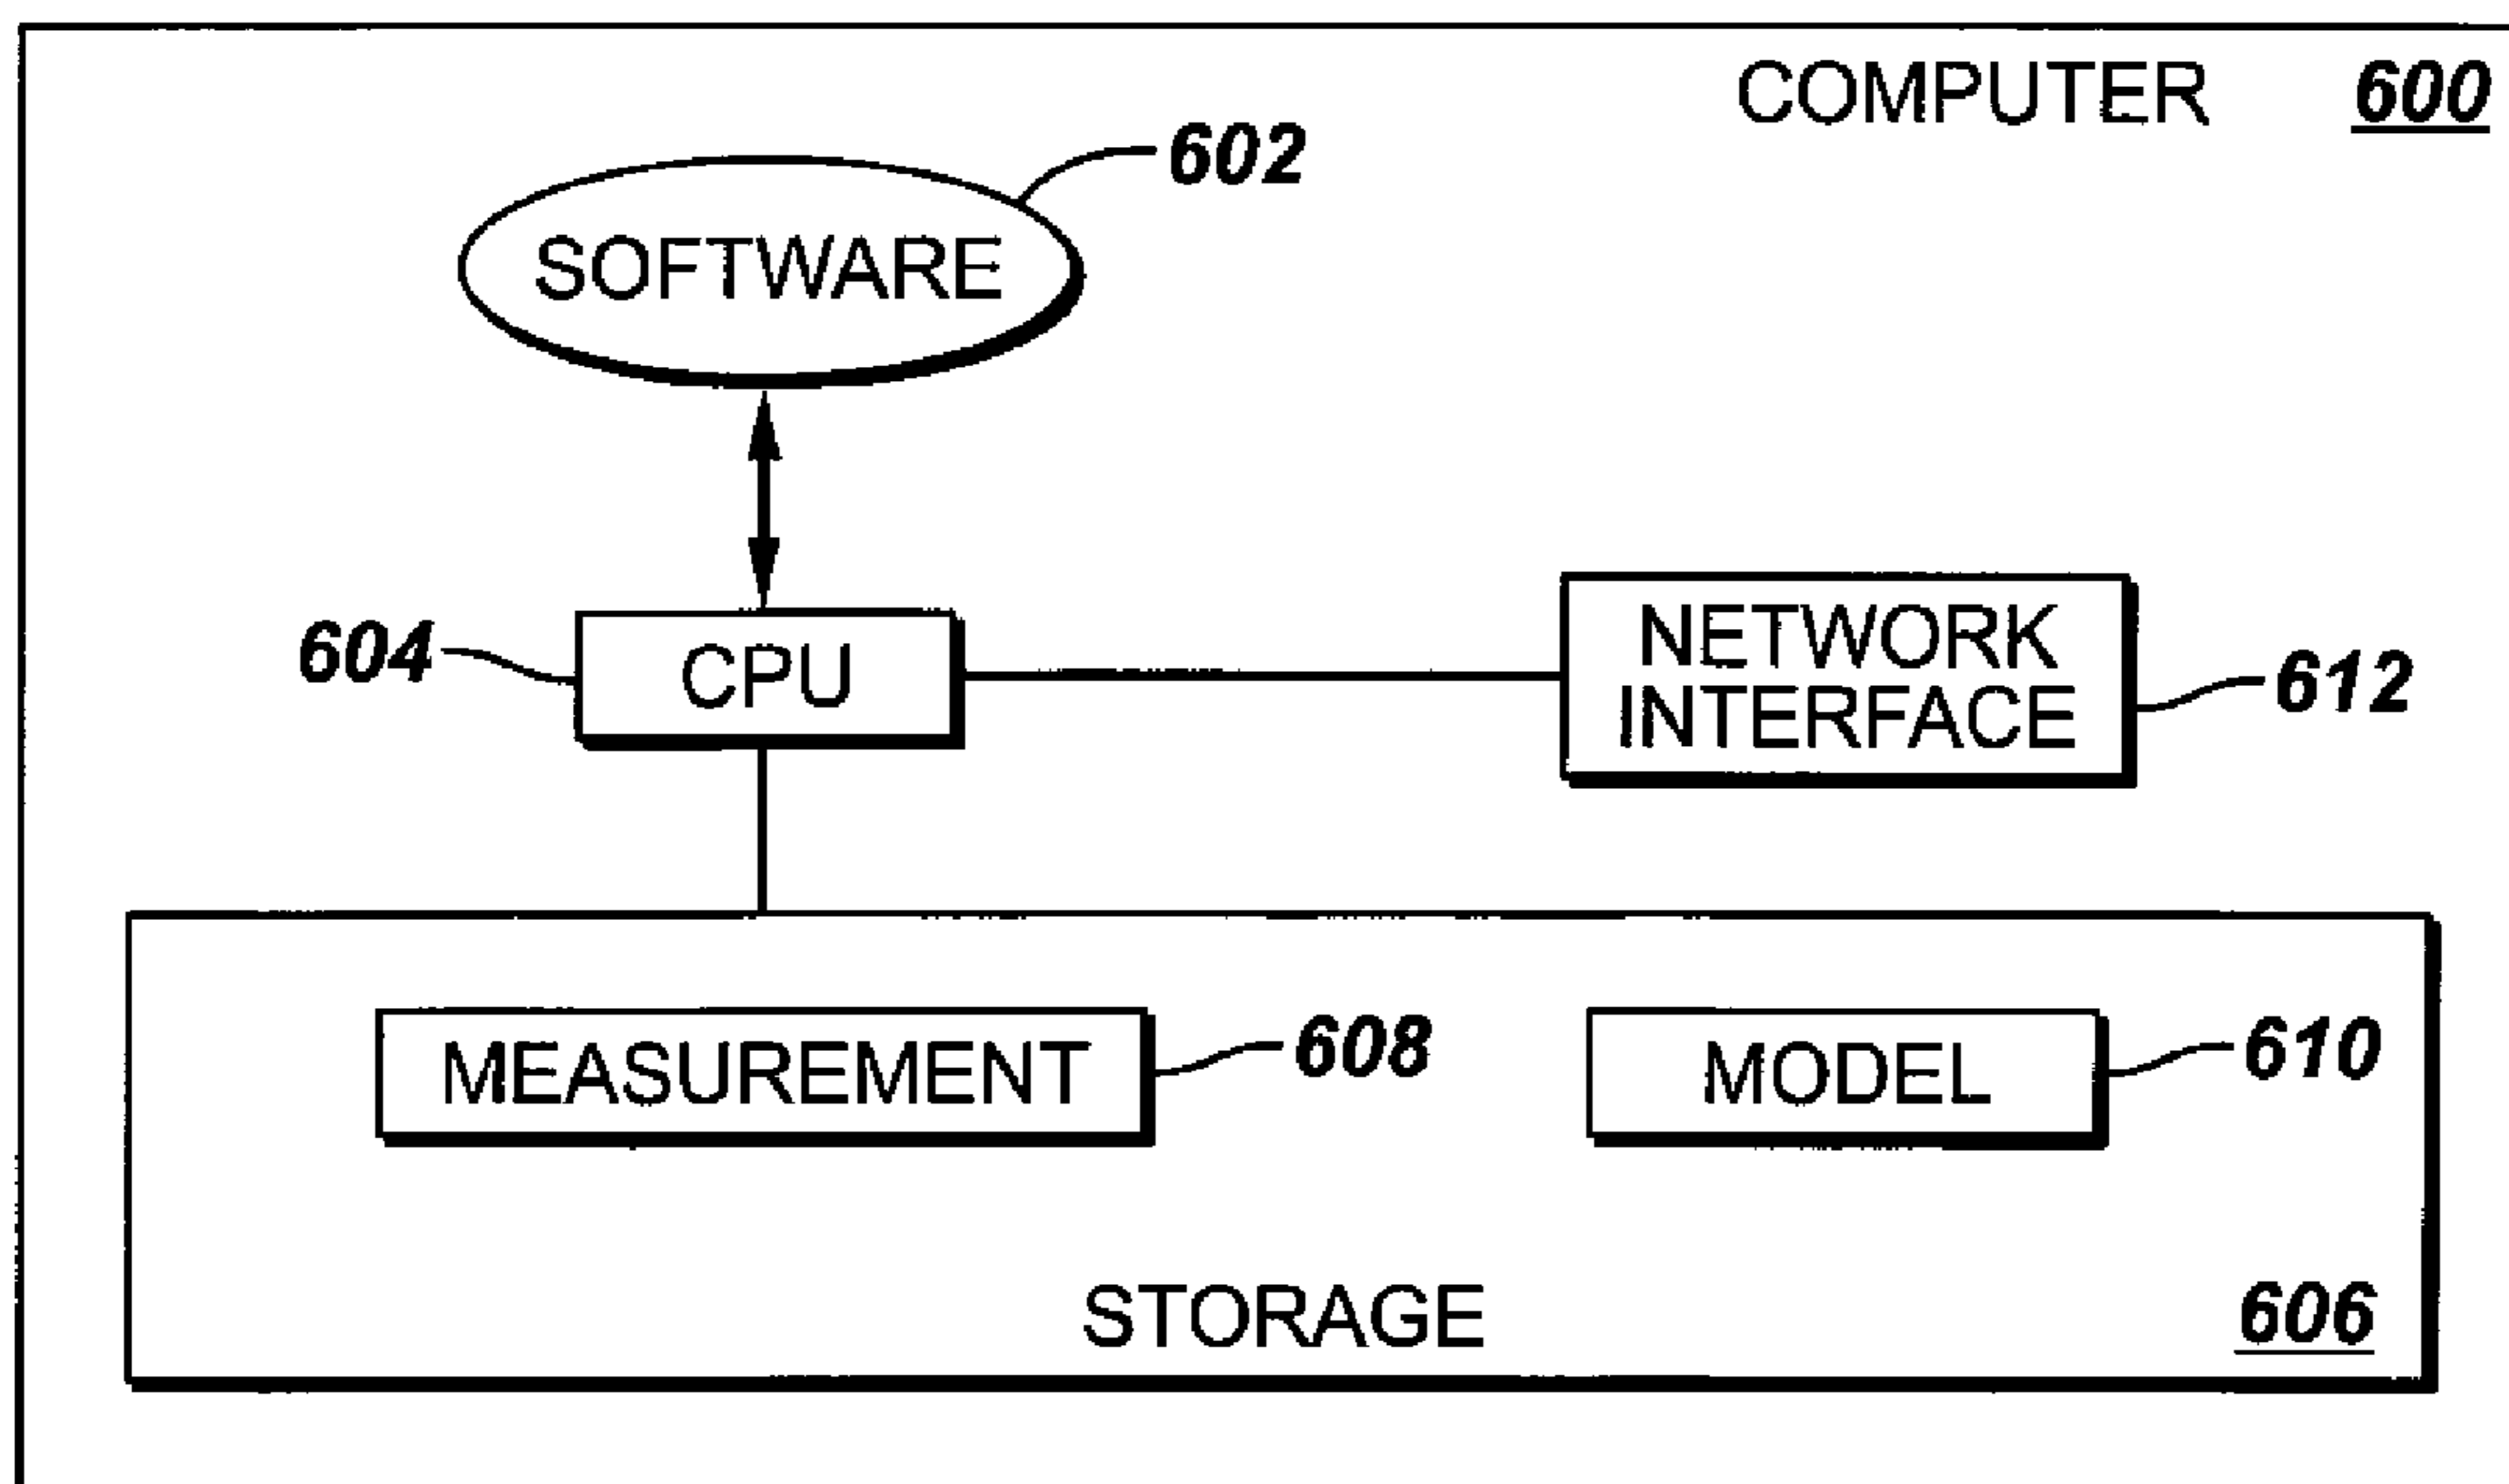 COMPUTER 600
602
SOFTWARE
604
CPU
NETWORK
INTERFACE
612
MEASUREMENT
608
MODEL
610
STORAGE
606